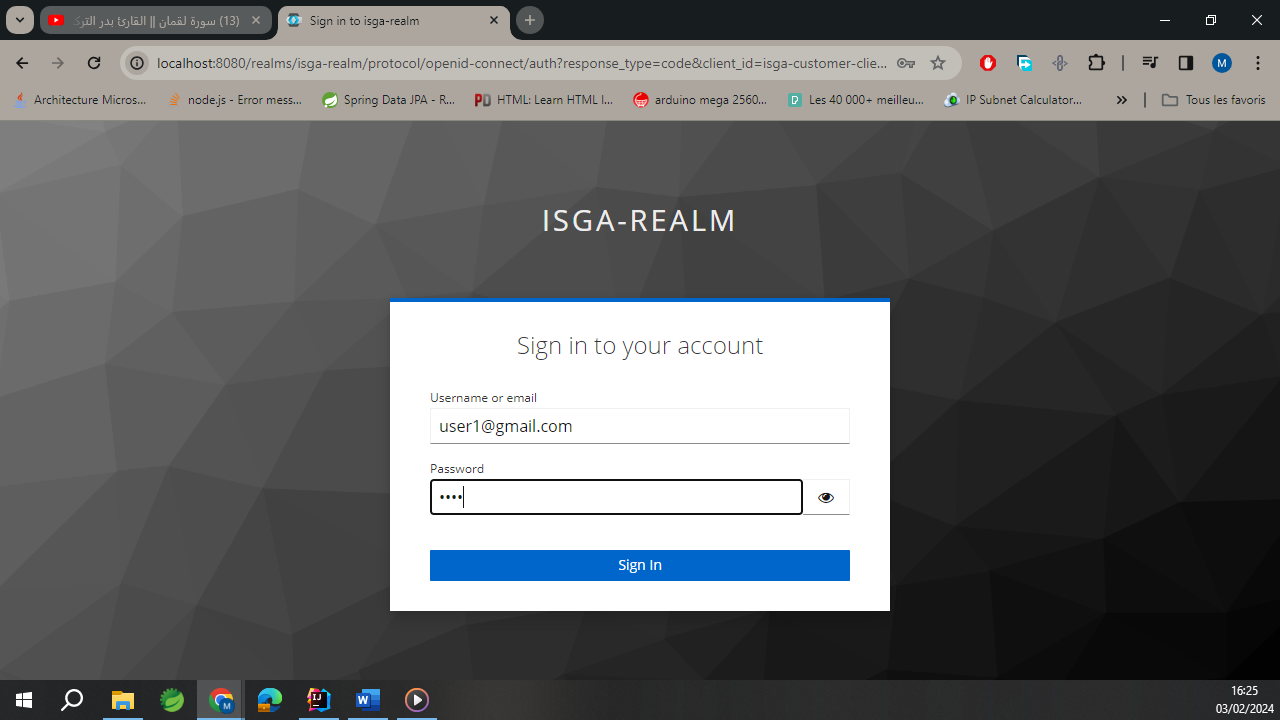 (13) سورة لقمان || القارئ بدر الترك
Sign in to isga-realm
localhost:8080/realms/isga-realm/protocol/openid-connect/auth?response_type=code&client_id=isga-customer-clie...
M
Architecture Micros...
node.js - Error mess...
Spring Data JPA - R...
HTML: Learn HTML I...
arduino mega 2560...
Les 40 000+ meilleu...
IP Subnet Calculator...
Tous les favoris
ISGA-REALM
Sign in to your account
Username or email
user1@gmail.com
Password
••••
Sign In
16:25
03/02/2024